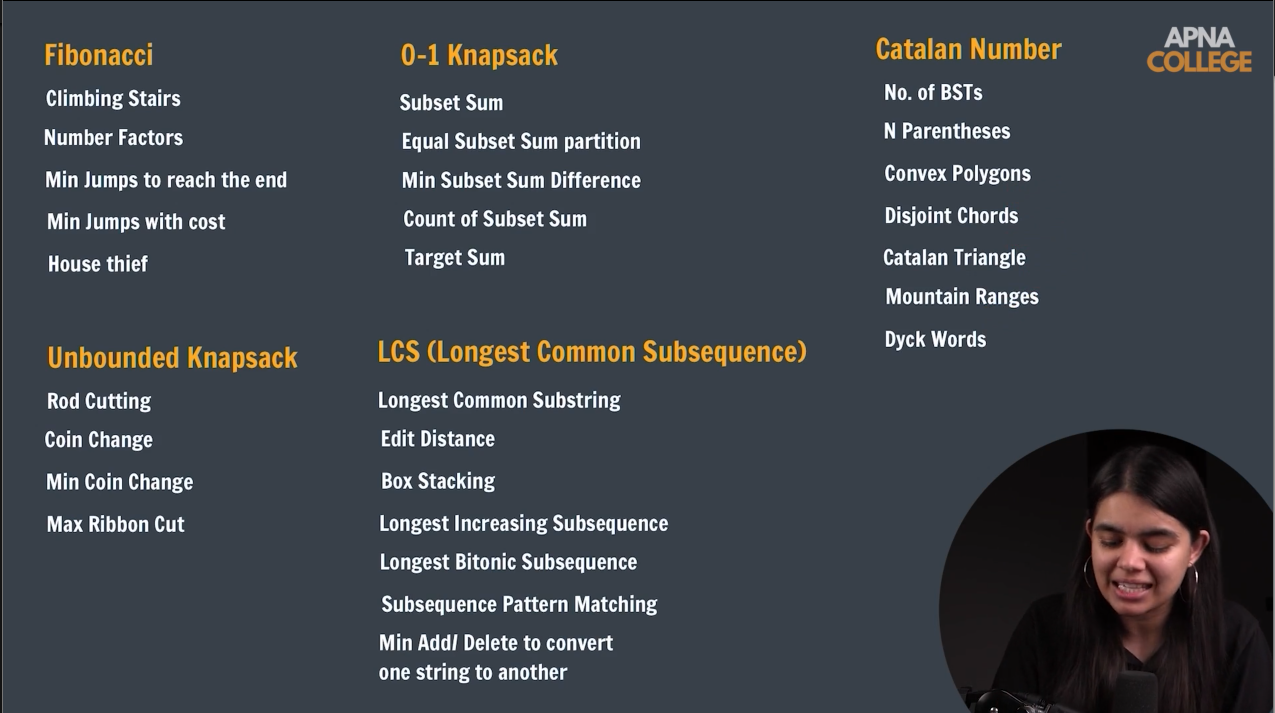 Fibonacci
Climbing Stairs
Number Factors
Min Jumps to reach the end
Min Jumps with cost
House thief
0-1 Knapsack
Subset Sum
Equal Subset Sum partition
Min Subset Sum Difference
Count of Subset Sum
Target Sum
Catalan Number
No. of BSTs
N Parentheses
Convex Polygons
Disjoint Chords
Catalan Triangle
Mountain Ranges
Dyck Words
APNA
COLLEGE
Unbounded Knapsack
Rod Cutting
Coin Change
Min Coin Change
Max Ribbon Cut
LCS (Longest Common Subsequence)
Longest Common Substring
Edit Distance
Box Stacking
Longest Increasing Subsequence
Longest Bitonic Subsequence
Subsequence Pattern Matching
Min Add/ Delete to convert
one string to another